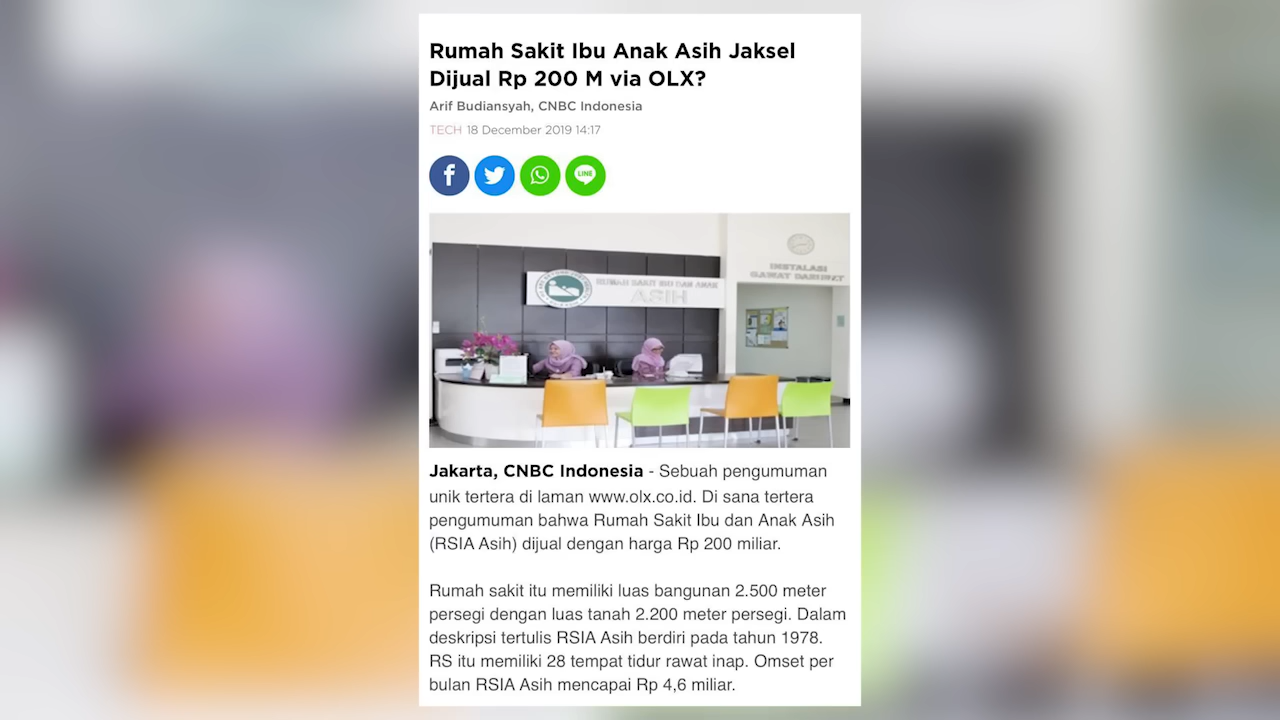 Rumah Sakit Ibu Anak Asih Jaksel
Dijual Rp 200 M via OLX?
Arif Budiansyah, CNBC Indonesia
TECH 18 December 2019 14:17
LINE
RUMAH SAKIT IBU DAN ANAK
ASIH
INSTALASI
GAWAT DARURAT
Jakarta, CNBC Indonesia - Sebuah pengumuman
unik tertera di laman www.olx.co.id. Di sana tertera
pengumuman bahwa Rumah Sakit Ibu dan Anak Asih
(RSIA Asih) dijual dengan harga Rp 200 miliar.
Rumah sakit itu memiliki luas bangunan 2.500 meter
persegi dengan luas tanah 2.200 meter persegi. Dalam
deskripsi tertulis RSIA Asih berdiri pada tahun 1978.
RS itu memiliki 28 tempat tidur rawat inap. Omset per
bulan RSIA Asih mencapai Rp 4,6 miliar.